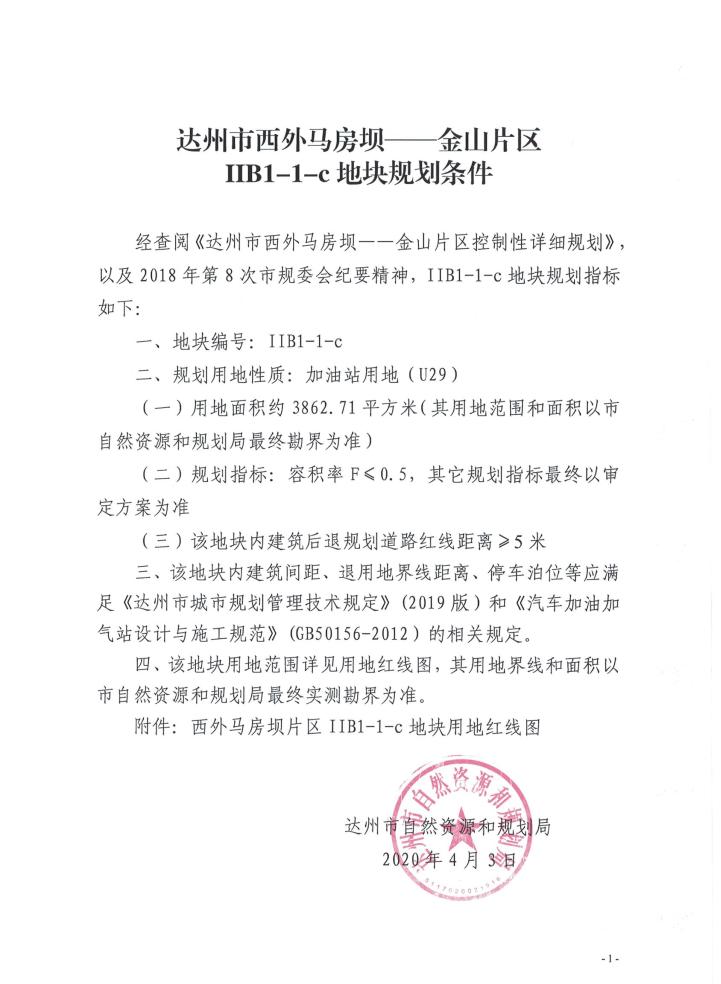 达州市西外马房坝——金山片区
IIB1-1-c 地块规划条件
经查阅《达州市西外马房坝——金山片区控制性详细规划》，
以及 2018 年第 8 次市规委会纪要精神，IIB1-1-c 地块规划指标
如下：
一、地块编号：IIB1-1-c
二、规划用地性质：加油站用地（U29）
（一）用地面积约 3862.71 平方米（其用地范围和面积以市
自然资源和规划局最终勘界为准）
（二）规划指标：容积率 F≤0.5，其它规划指标最终以审
定方案为准
（三）该地块内建筑后退规划道路红线距离≥5 米
三、该地块内建筑间距、退用地界线距离、停车泊位等应满
足《达州市城市规划管理技术规定》（2019 版）和《汽车加油加
气站设计与施工规范》（GB50156-2012）的相关规定。
四、该地块用地范围详见用地红线图，其用地界线和面积以
市自然资源和规划局最终实测勘界为准。
附件：西外马房坝片区 IIB1-1-c 地块用地红线图
达州市自然资源和规划局
达州市自然资源和规划局
2020 年 4 月 3 日
- 1 -